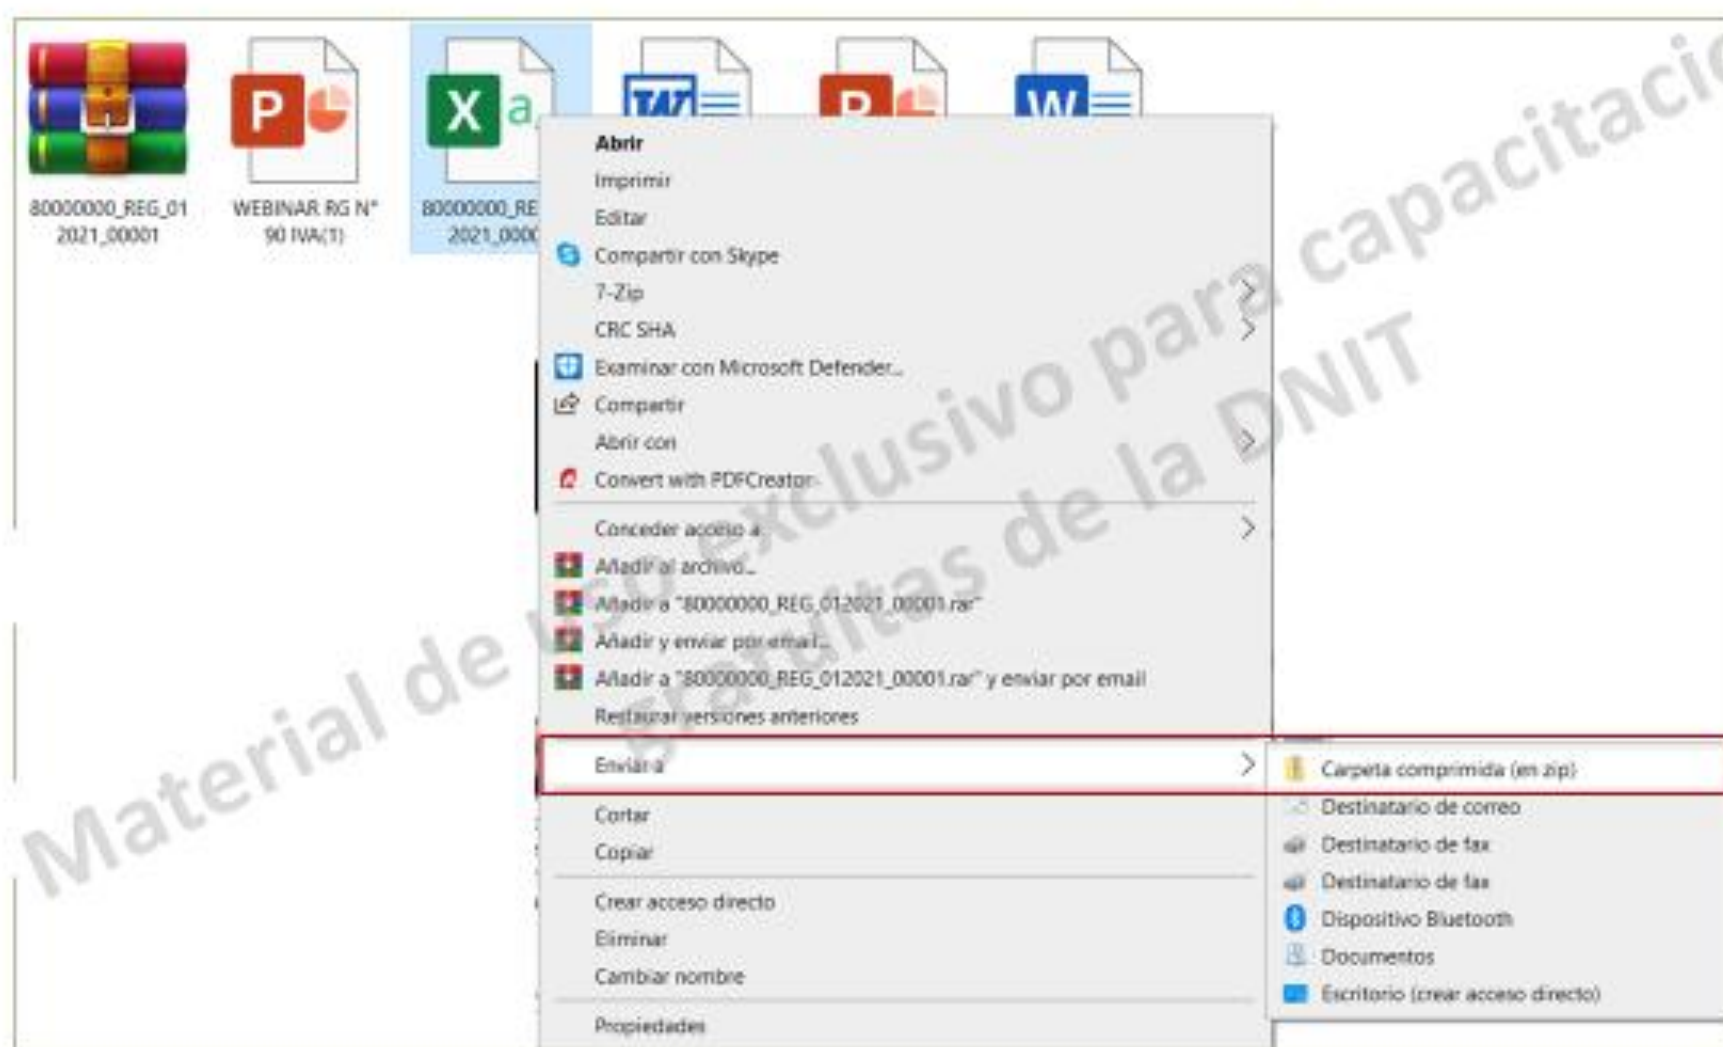 80000000_REG_01
2021_00001
WEBINAR RG N°
90 IVA(1)
80000000_RE
2021_000
Abrir
Imprimir
Editar
Compartir con Skype
7-Zip
CRC SHA
Examinar con Microsoft Defender...
Compartir
Abrir con
Convert with PDFCreator
Conceder acceso a
Añadir al archivo...
Añadir a "80000000_REG_012021_00001.rar"
Añadir y enviar por email...
Añadir a "80000000_REG_012021_00001.rar" y enviar por email
Restaurar versiones anteriores
Enviar a
Carpeta comprimida (en zip)
Destinatario de correo
Destinatario de fax
Destinatario de fax
Dispositivo Bluetooth
Documentos
Escritorio (crear acceso directo)
Cortar
Copiar
Crear acceso directo
Eliminar
Cambiar nombre
Propiedades
Material de uso exclusivo para capacitacio
gratuitas de la DNIT